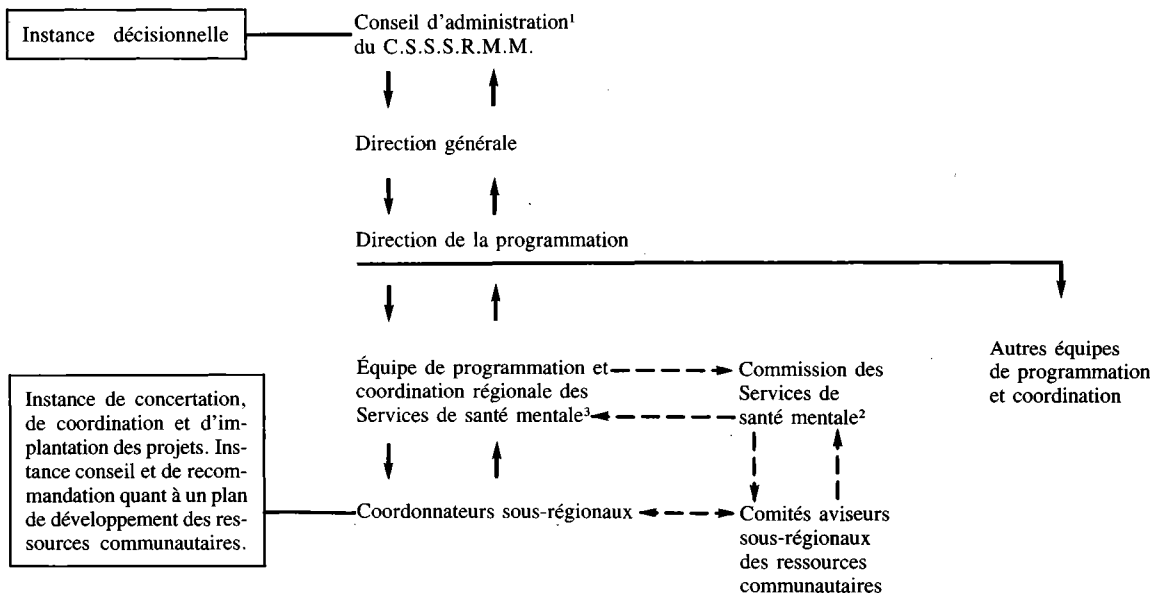 Instance décisionnelle
Conseil d'administration¹
du C.S.S.S.R.M.M.
Direction générale
Direction de la programmation
Autres équipes
de programmation
et coordination
Équipe de programmation et
coordination régionale des
Services de santé mentale³
Commission des
Services de
santé mentale²
Instance de concertation,
de coordination et d'im-
plantation des projets. Ins-
tance conseil et de recom-
mandation quant à un plan
de développement des res-
sources communautaires.
Coordonnateurs sous-régionaux
Comités aviseurs
sous-régionaux
des ressources
communautaires